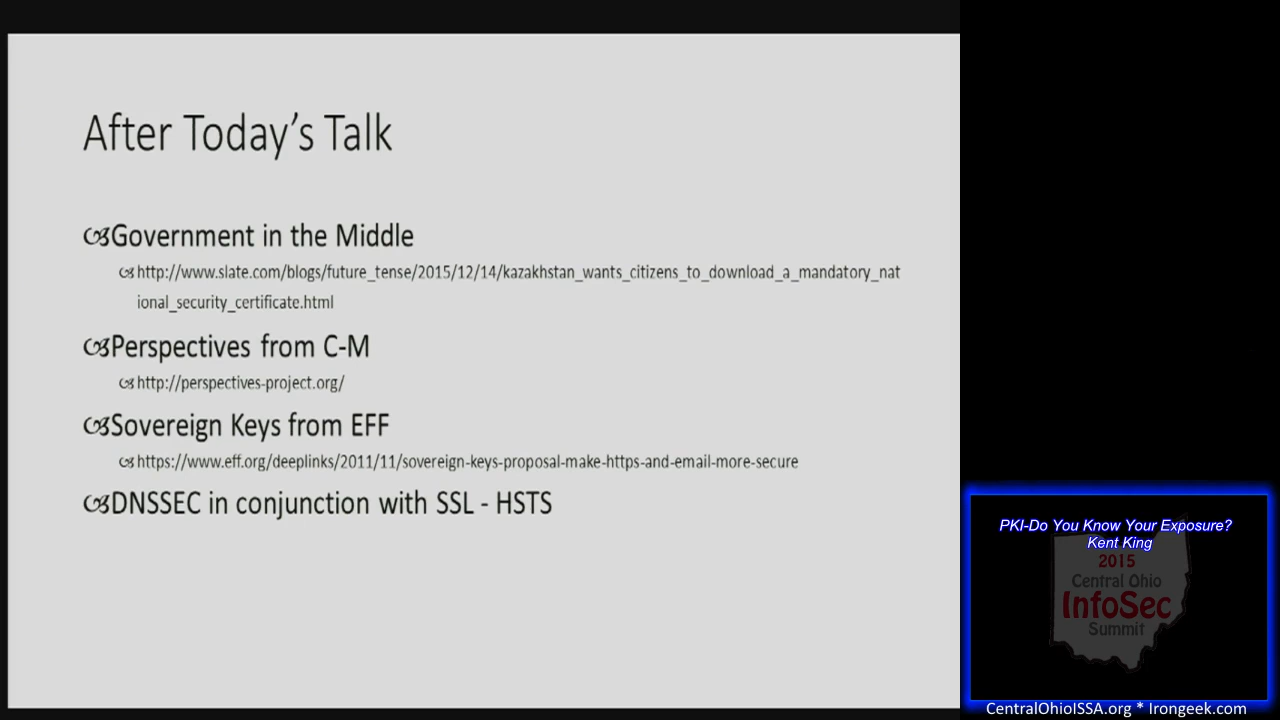 After Today's Talk
Government in the Middle
http://www.slate.com/blogs/future_tense/2015/12/14/kazakhstan_wants_citizens_to_download_a_mandatory_nat
ional_security_certificate.html
Perspectives from C-M
http://perspectives-project.org/
Sovereign Keys from EFF
https://www.eff.org/deeplinks/2011/11/sovereign-keys-proposal-make-https-and-email-more-secure
DNSSEC in conjunction with SSL - HSTS
PKI-Do You Know Your Exposure?
Kent King
2015
Central Ohio
InfoSec
Summit
CentralOhioISSA.org * Irongeek.com